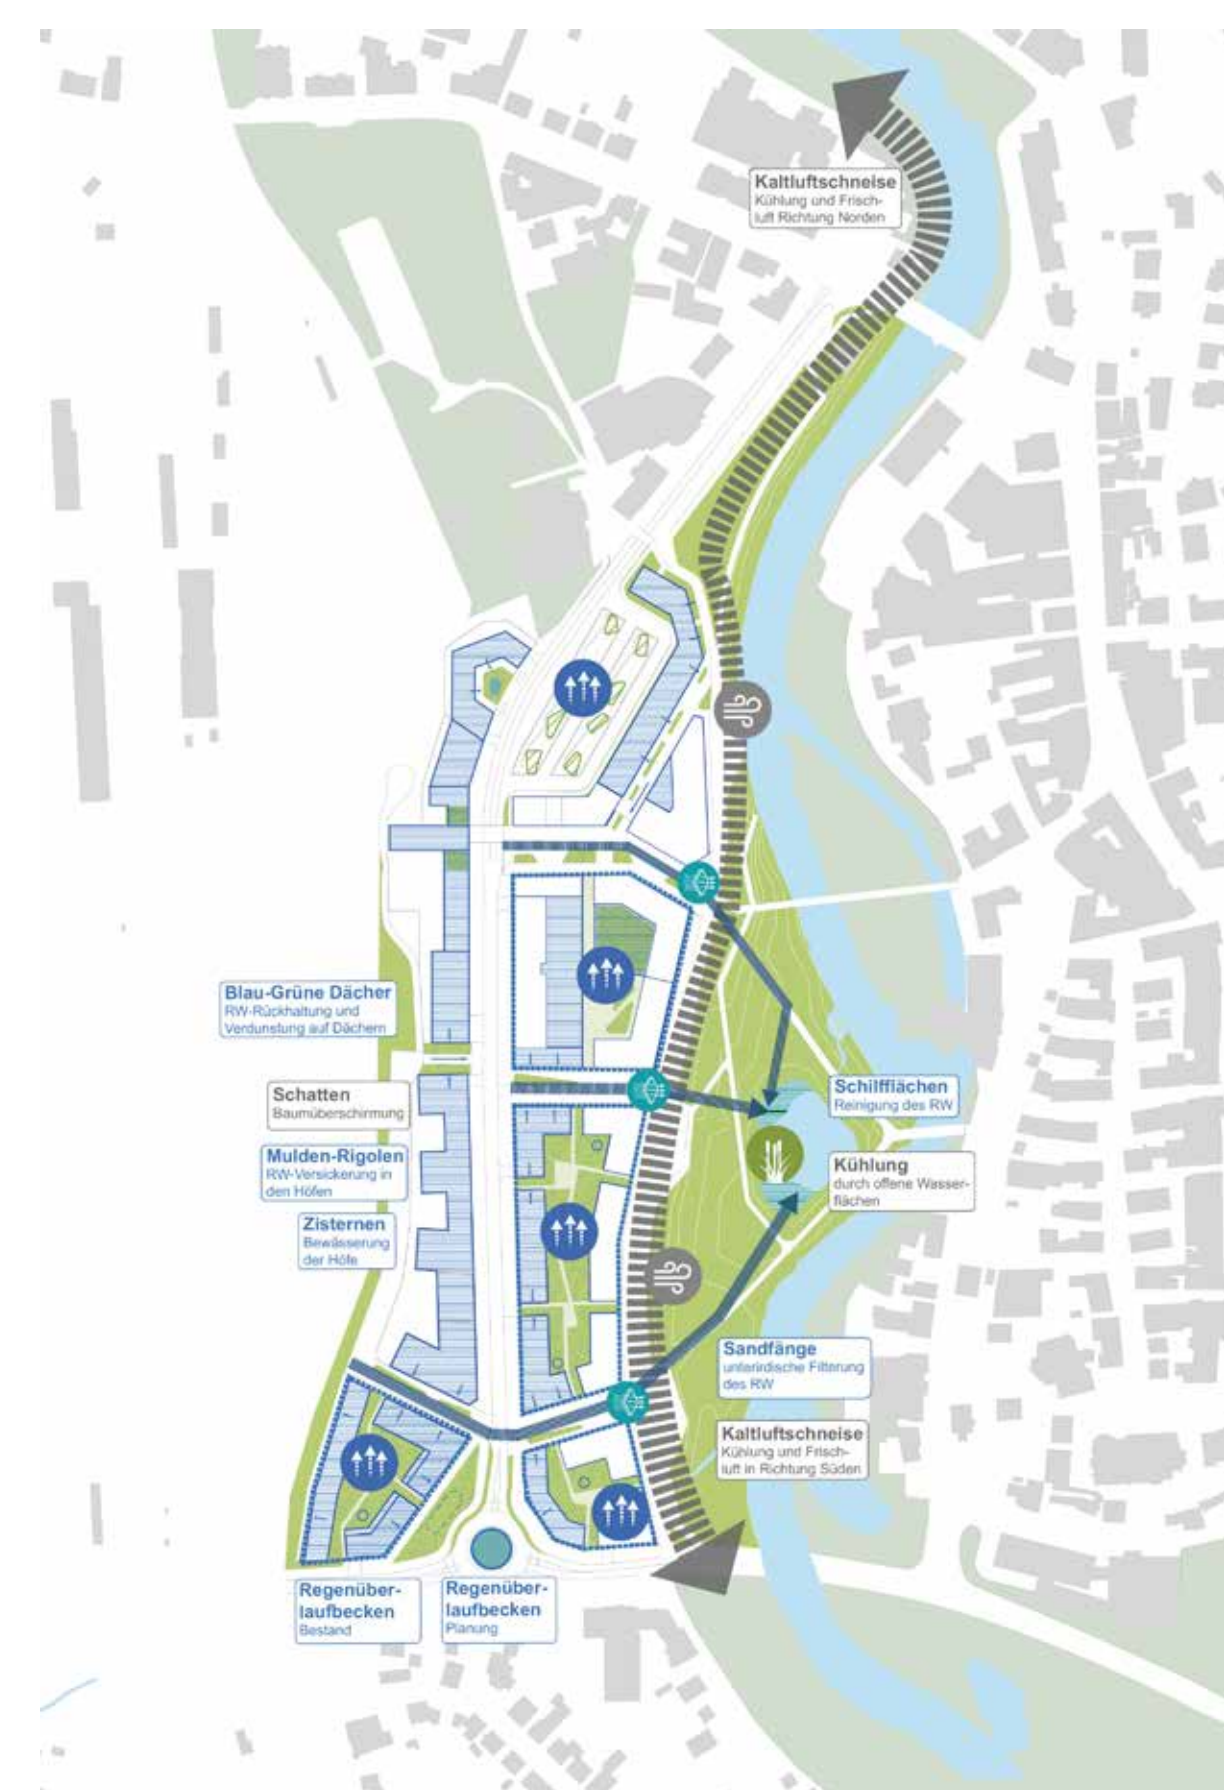 Kaltluftschneise
Kühlung und Frisch-
luft Richtung Norden
Blau-Grüne Dächer
RW-Rückhaltung und
Verdunstung auf Dächern
Schatten
Baumüberschirmung
Mulden-Rigolen
RW-Versickerung in
den Höfen
Zisternen
Bewässerung
der Höfe
Schilfflächen
Reinigung des RW
Kühlung
durch offene Wasser-
flächen
Sandfänge
unterirdische Filterung
des RW
Kaltluftschneise
Kühlung und Frisch-
luft in Richtung Süden
Regenüber-
laufbecken
Bestand
Regenüber-
laufbecken
Planung